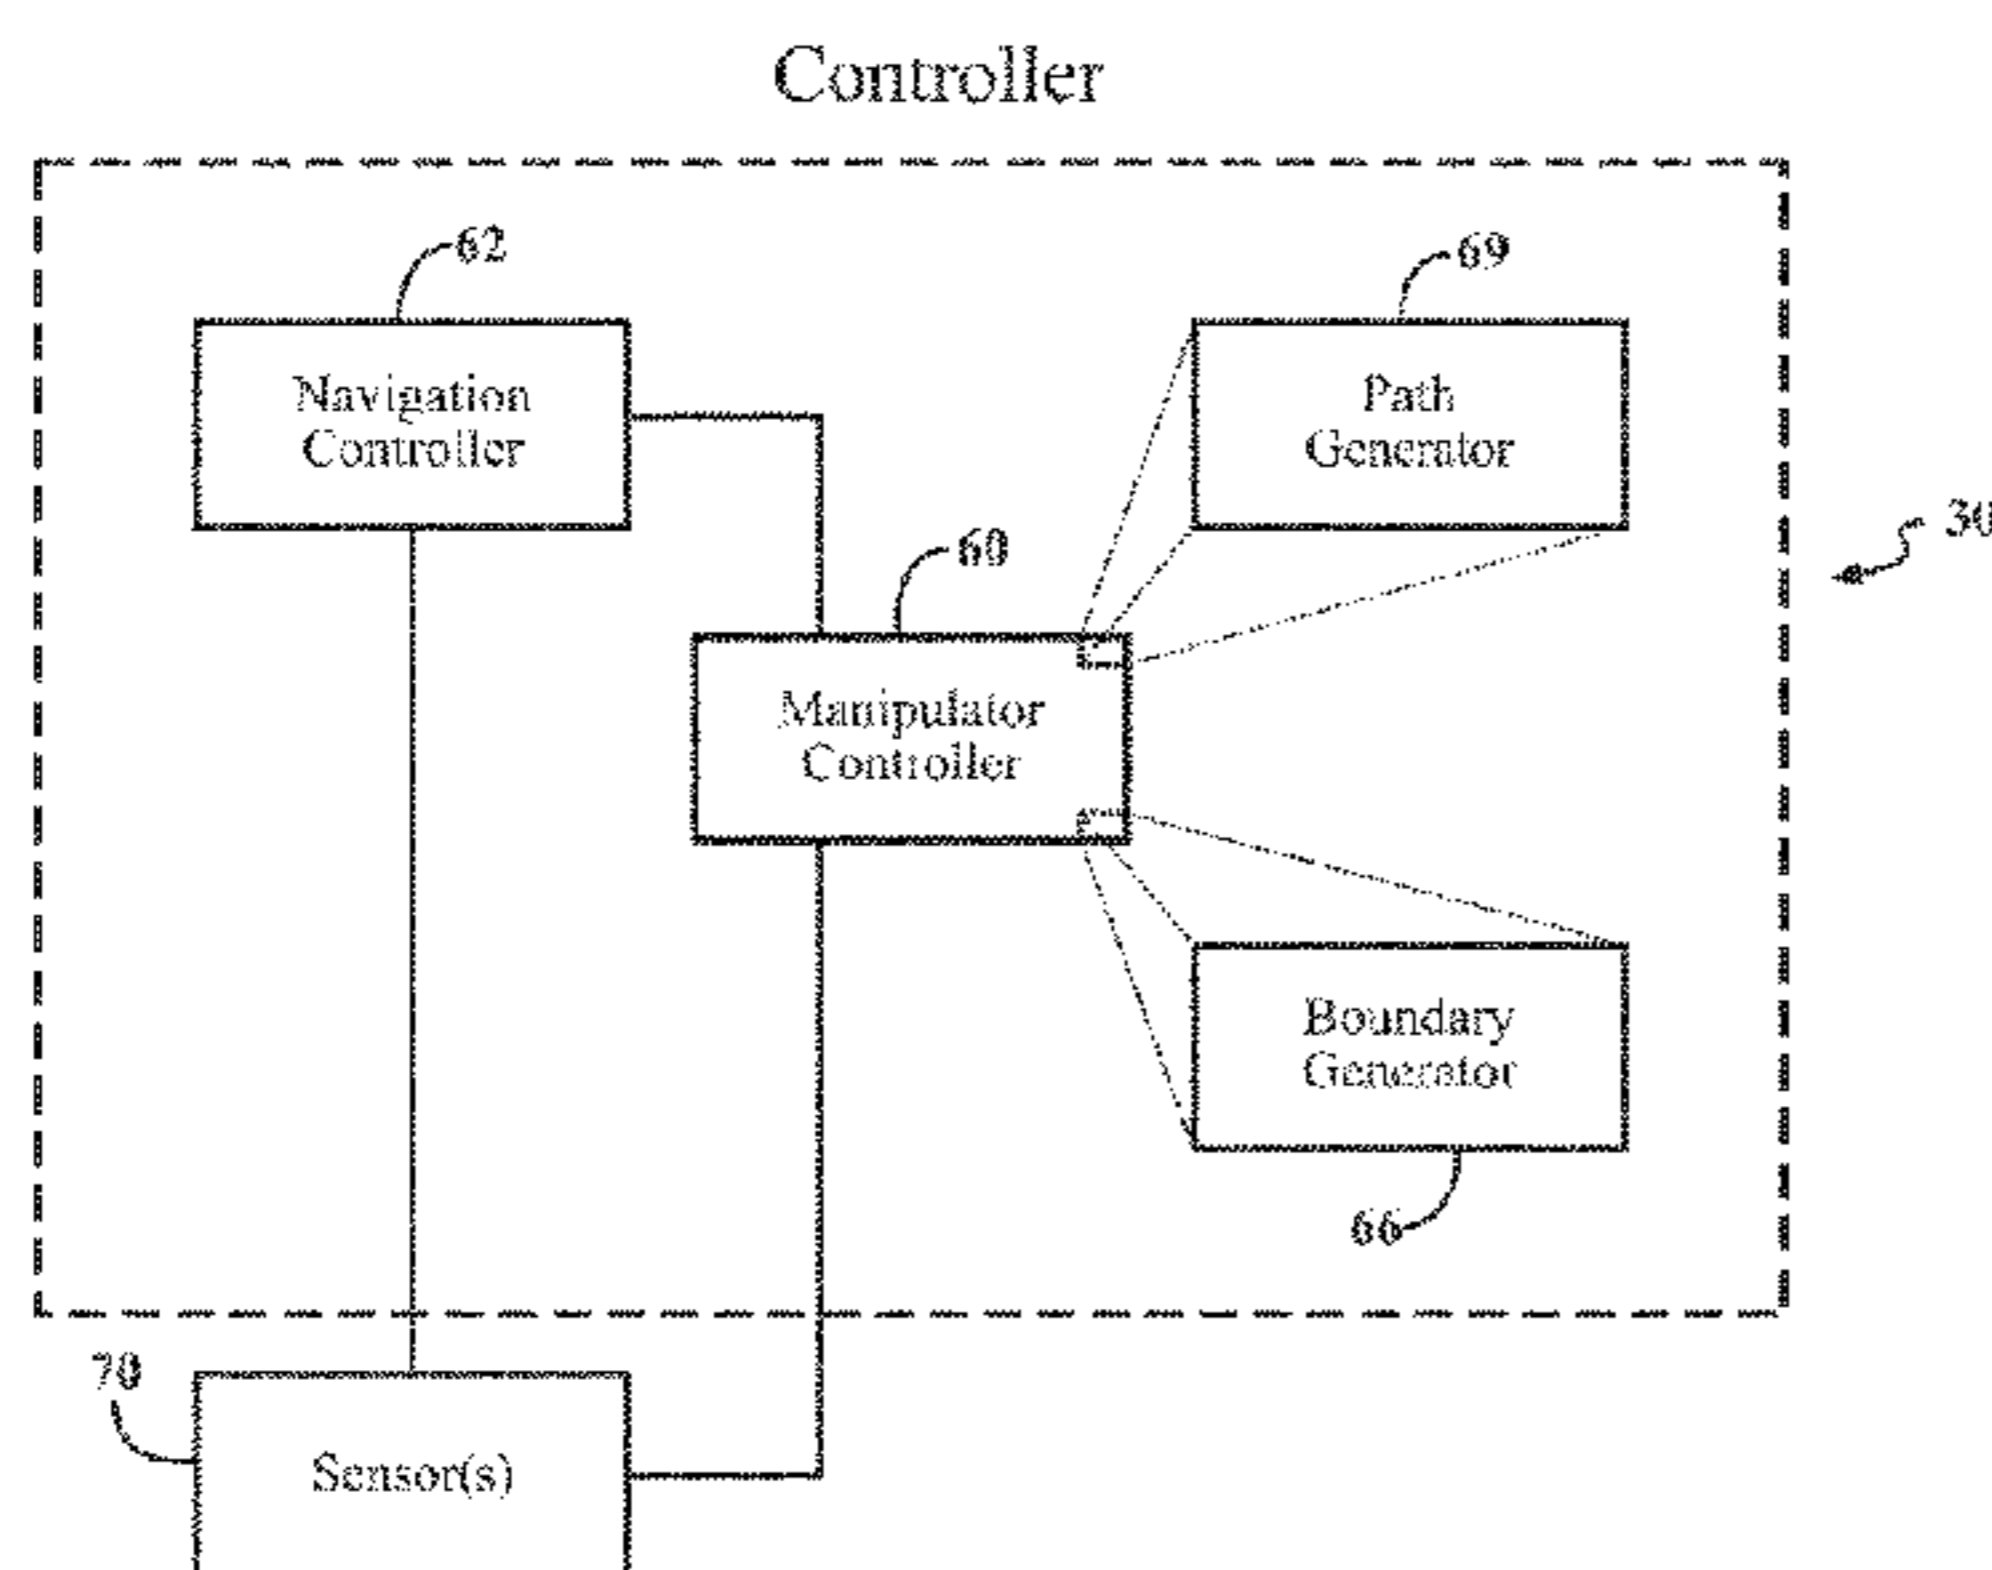 Controller
62
69
Navigation
Controller
Path
Generator
30
60
Manipulator
Controller
Boundary
Generator
66
70
Sensor(s)